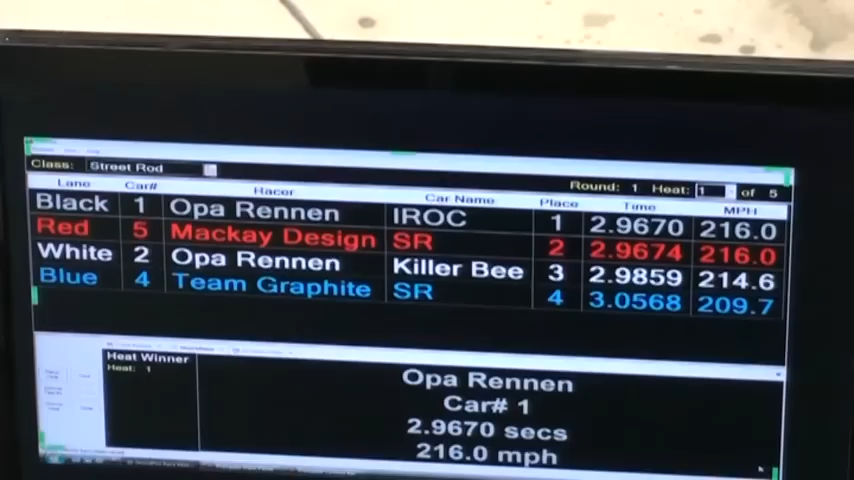 Class: Street Rod Round: 1 Heat: 1 of 5
Lane Car# Racer Car Name Place Time MPH
Black 1 Opa Rennen IROC 1 2.9670 216.0
Red 5 Mackay Design SR 2 2.9674 216.0
White 2 Opa Rennen Killer Bee 3 2.9859 214.6
Blue 4 Team Graphite SR 4 3.0568 209.7
Heat Winner
Heat: 1
Opa Rennen
Car# 1
2.9670 secs
216.0 mph